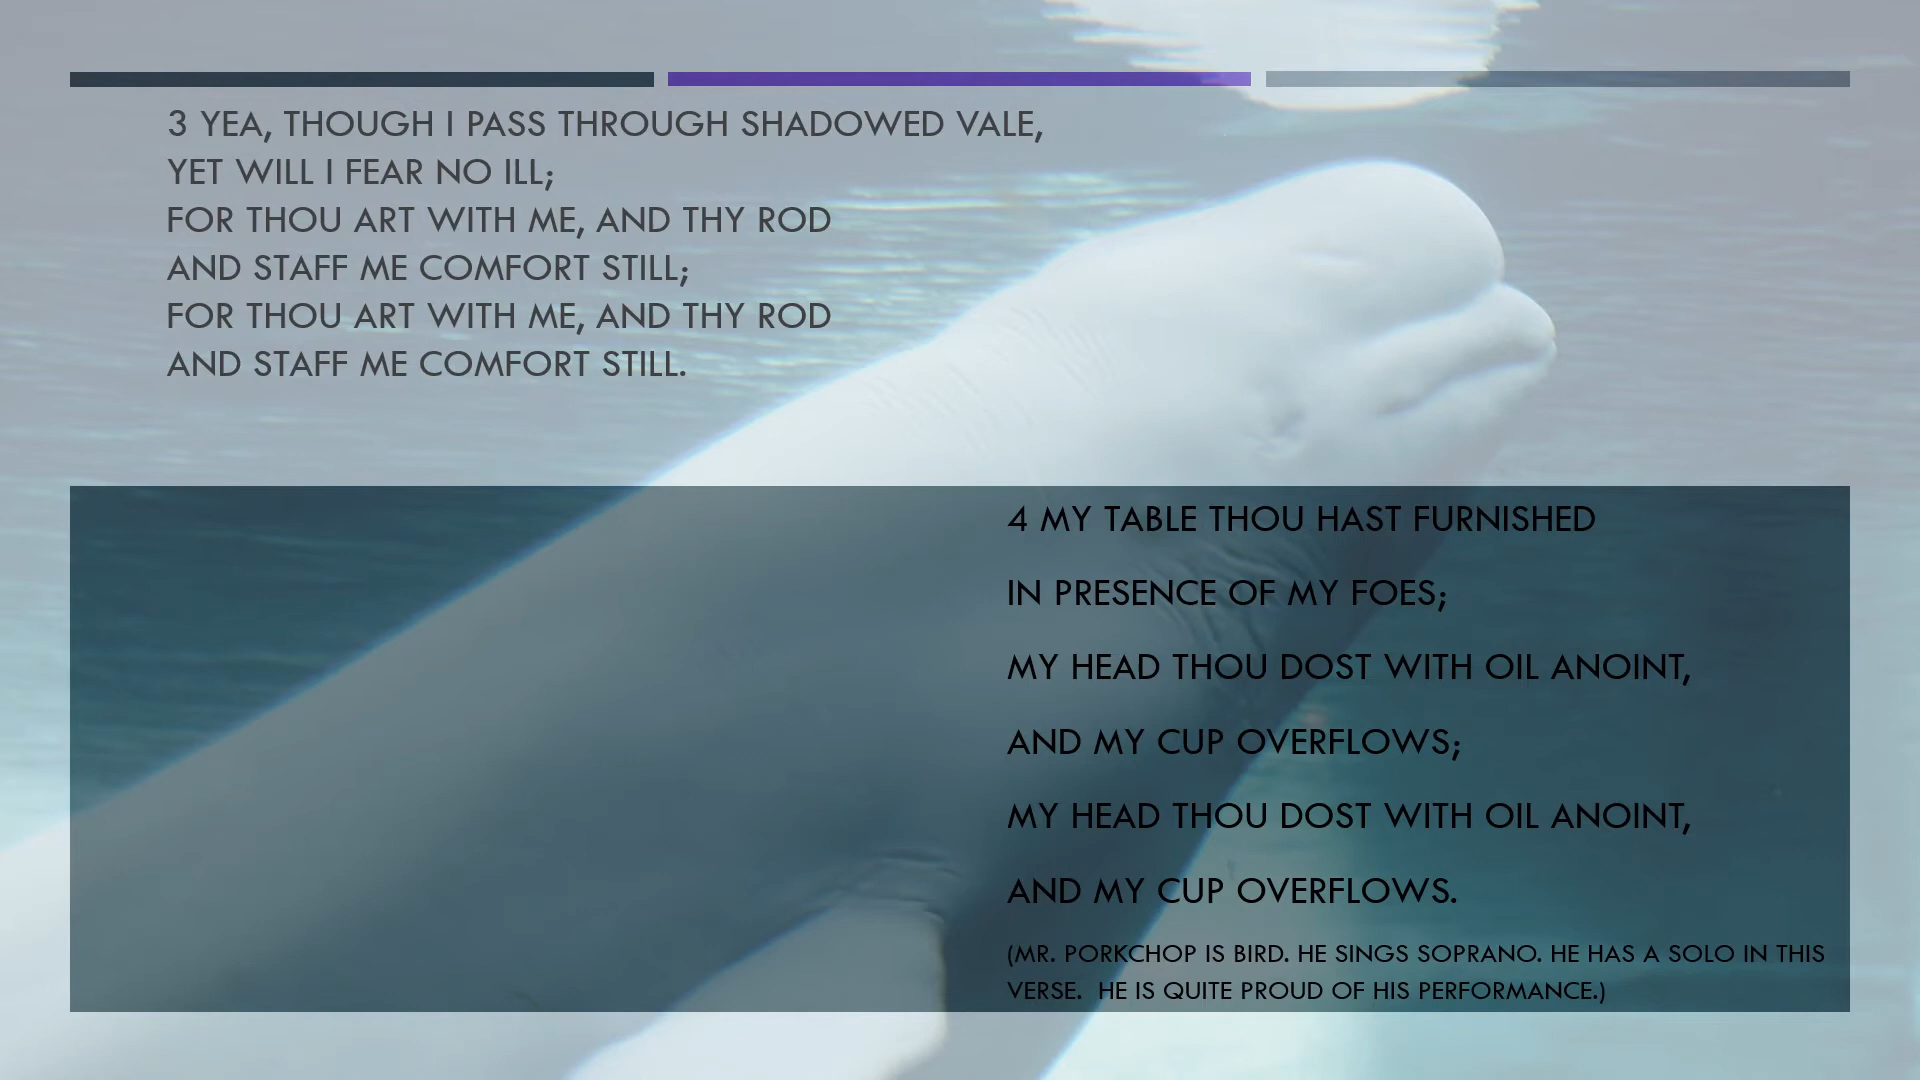 3 YEA, THOUGH I PASS THROUGH SHADOWED VALE,
YET WILL I FEAR NO ILL;
FOR THOU ART WITH ME, AND THY ROD
AND STAFF ME COMFORT STILL;
FOR THOU ART WITH ME, AND THY ROD
AND STAFF ME COMFORT STILL.
4 MY TABLE THOU HAST FURNISHED
IN PRESENCE OF MY FOES;
MY HEAD THOU DOST WITH OIL ANOINT,
AND MY CUP OVERFLOWS;
MY HEAD THOU DOST WITH OIL ANOINT,
AND MY CUP OVERFLOWS.
(MR. PORKCHOP IS BIRD. HE SINGS SOPRANO. HE HAS A SOLO IN THIS
VERSE.  HE IS QUITE PROUD OF HIS PERFORMANCE.)